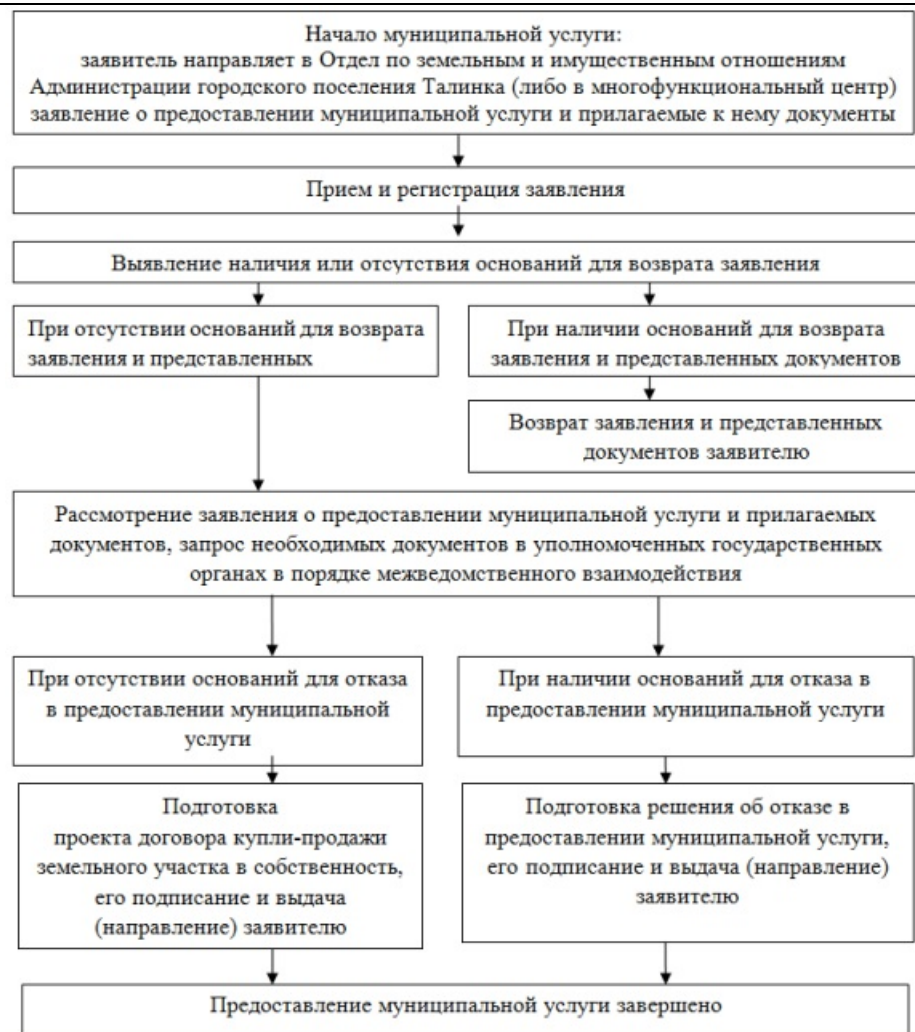 Начало муниципальной услуги:
заявитель направляет в Отдел по земельным и имущественным отношениям
Администрации городского поселения Талинка (либо в многофункциональный центр)
заявление о предоставлении муниципальной услуги и прилагаемые к нему документы
Прием и регистрация заявления
Выявление наличия или отсутствия оснований для возврата заявления
При отсутствии оснований для возврата
заявления и представленных
При наличии оснований для возврата
заявления и представленных документов
Возврат заявления и представленных
документов заявителю
Рассмотрение заявления о предоставлении муниципальной услуги и прилагаемых
документов, запрос необходимых документов в уполномоченных государственных
органах в порядке межведомственного взаимодействия
При отсутствии оснований для отказа
в предоставлении муниципальной
услуги
При наличии оснований для отказа в
предоставлении муниципальной услуги
Подготовка
проекта договора купли-продажи
земельного участка в собственность,
его подписание и выдача
(направление) заявителю
Подготовка решения об отказе в
предоставлении муниципальной услуги,
его подписание и выдача (направление)
заявителю
Предоставление муниципальной услуги завершено